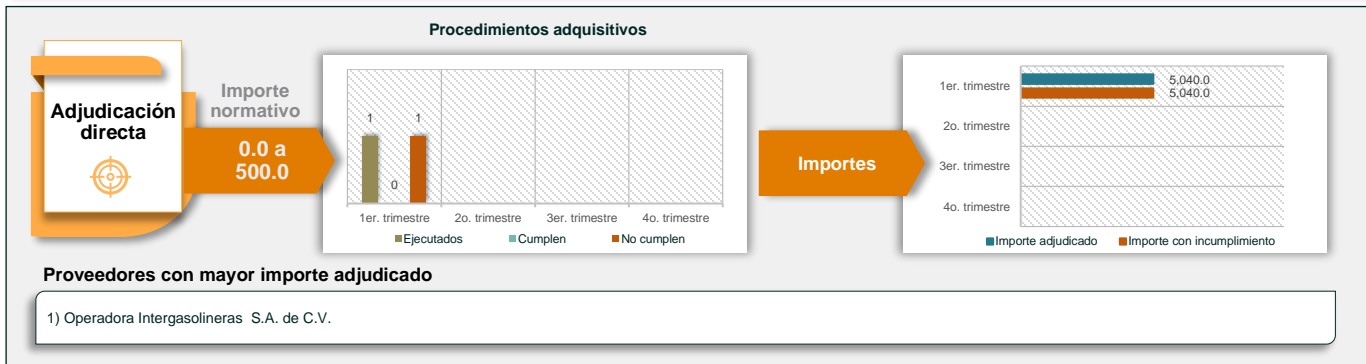 Adjudicación
directa
Importe
normativo
0.0 a
500.0
Procedimientos adquisitivos
1
0
1
1er. trimestre
2o. trimestre
3er. trimestre
4o. trimestre
Ejecutados
Cumplen
No cumplen
Importes
1er. trimestre
5,040.0
5,040.0
2o. trimestre
3er. trimestre
4o. trimestre
Importe adjudicado
Importe con incumplimiento
Proveedores con mayor importe adjudicado
1) Operadora Intergasolineras S.A. de C.V.